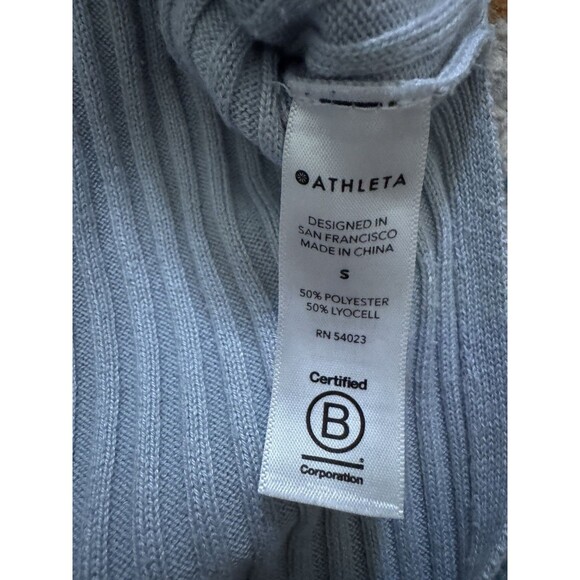 ATHLETA
DESIGNED IN
SAN FRANCISCO
MADE IN CHINA
S
50% POLYESTER
50% LYOCELL
RN 54023
Certified
B
Corporation